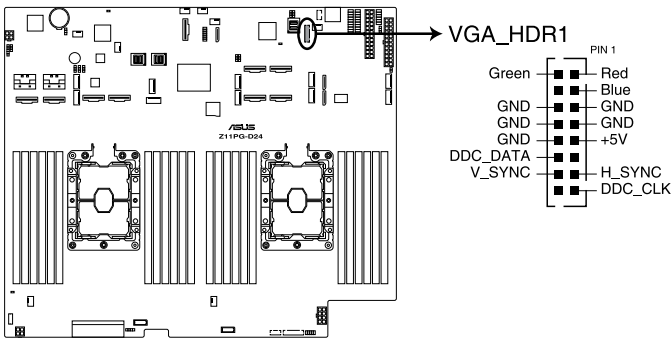 VGA_HDR1
PIN 1
Green Red
Blue
GND GND
GND GND
GND +5V
DDC_DATA
V_SYNC H_SYNC
DDC_CLK
ASUS
Z11PG-D24